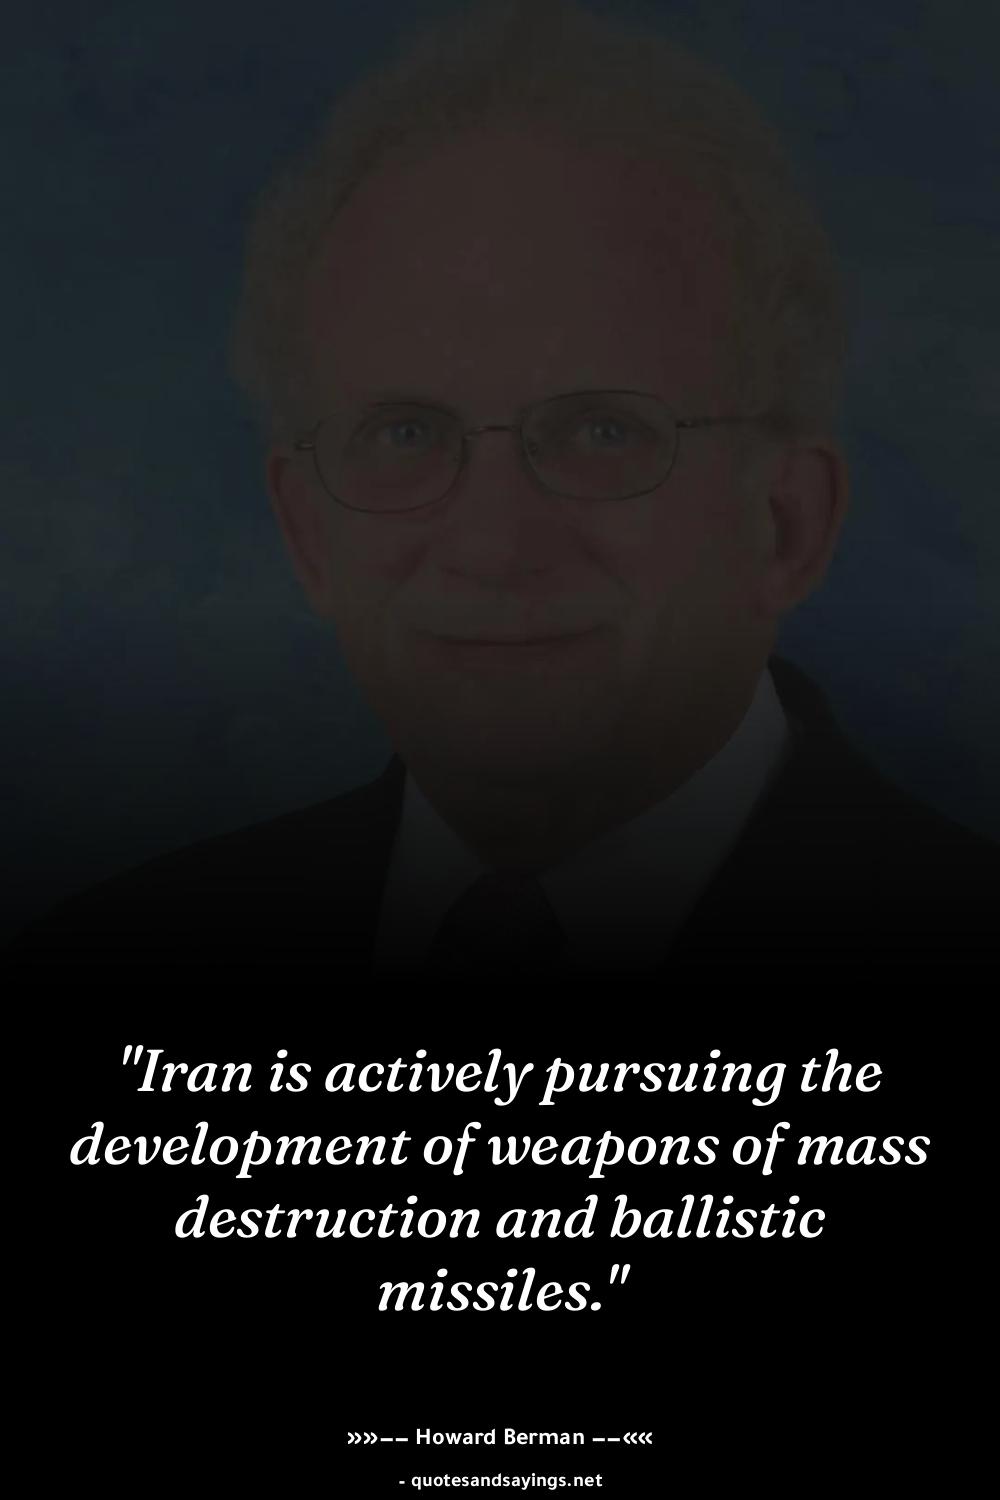 "Iran is actively pursuing the
development of weapons of mass
destruction and ballistic
missiles."
»»−− Howard Berman −−««
- quotesandsayings.net